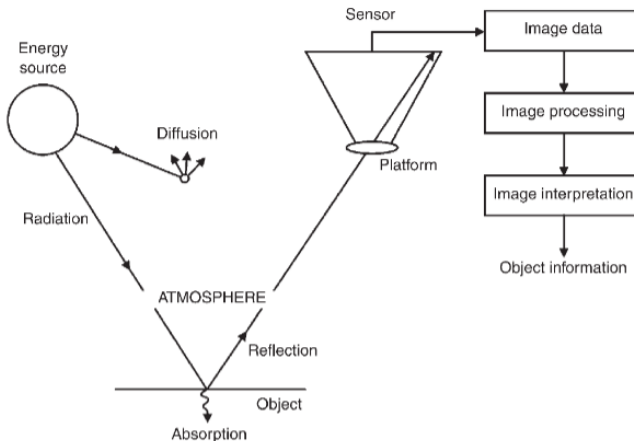 Sensor
Image data
Energy
source
Diffusion
Image processing
Platform
Image interpretation
Radiation
Object information
ATMOSPHERE
Reflection
Object
Absorption